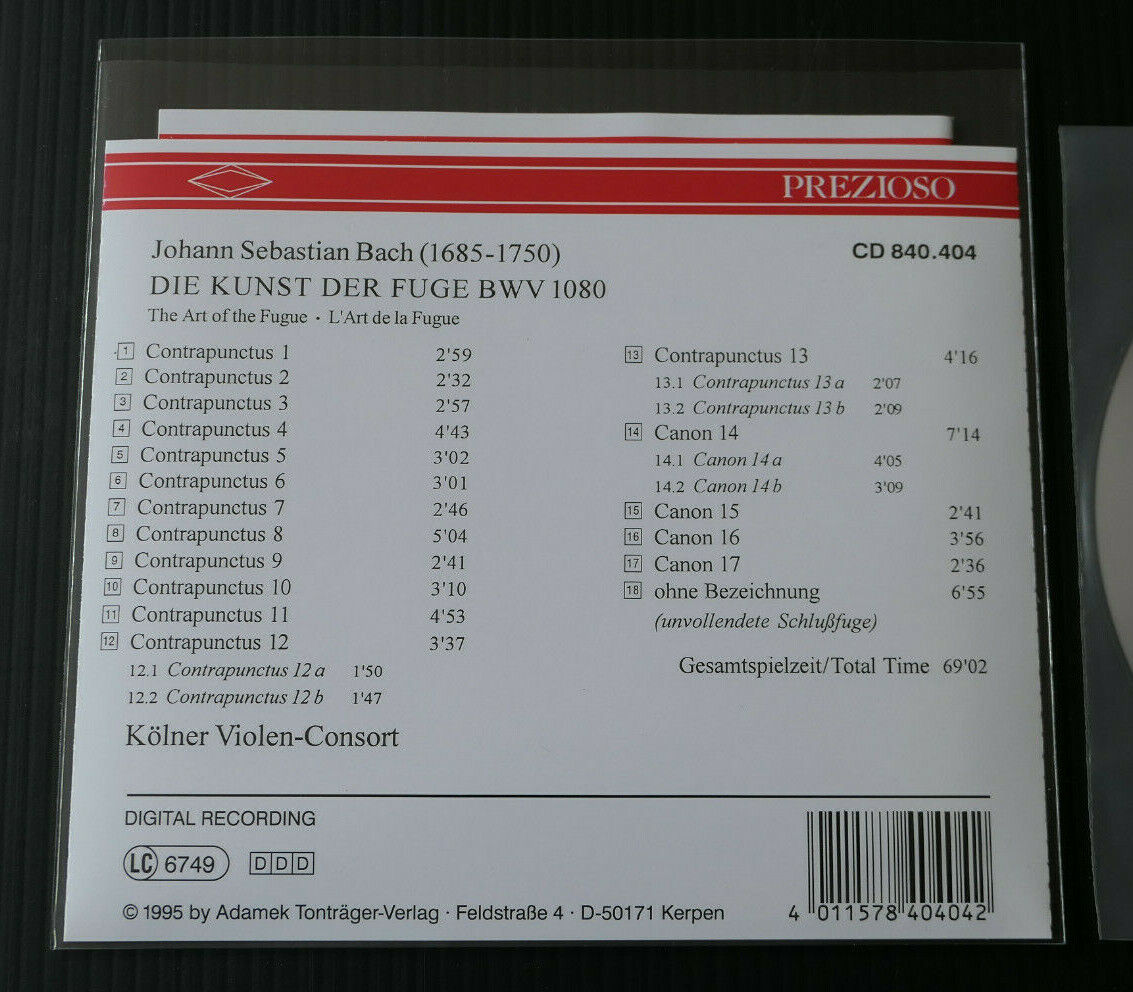 PREZIOSO
Johann Sebastian Bach (1685-1750)
CD 840.404
DIE KUNST DER FUGE BWV 1080
The Art of the Fugue · L'Art de la Fugue
1 Contrapunctus 1 2'59
2 Contrapunctus 2 2'32
3 Contrapunctus 3 2'57
4 Contrapunctus 4 4'43
5 Contrapunctus 5 3'02
6 Contrapunctus 6 3'01
7 Contrapunctus 7 2'46
8 Contrapunctus 8 5'04
9 Contrapunctus 9 2'41
10 Contrapunctus 10 3'10
11 Contrapunctus 11 4'53
12 Contrapunctus 12 3'37
12.1 Contrapunctus 12 a 1'50
12.2 Contrapunctus 12 b 1'47
13 Contrapunctus 13 4'16
13.1 Contrapunctus 13 a 2'07
13.2 Contrapunctus 13 b 2'09
14 Canon 14 7'14
14.1 Canon 14 a 4'05
14.2 Canon 14 b 3'09
15 Canon 15 2'41
16 Canon 16 3'56
17 Canon 17 2'36
18 ohne Bezeichnung 6'55
(unvollendete Schlußfuge)
Gesamtspielzeit/Total Time 69'02
Kölner Violen-Consort
DIGITAL RECORDING
LC 6749 DDD
© 1995 by Adamek Tonträger-Verlag · Feldstraße 4 · D-50171 Kerpen
4 011578 404042